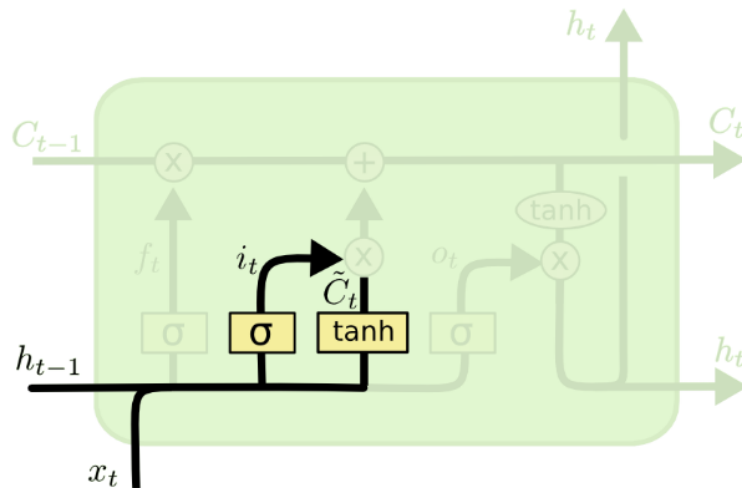 h_t
C_{t-1} C_t
x +
tanh
f_t i_t x o_t x
C̃_t
σ σ tanh σ
h_{t-1} h_t
x_t